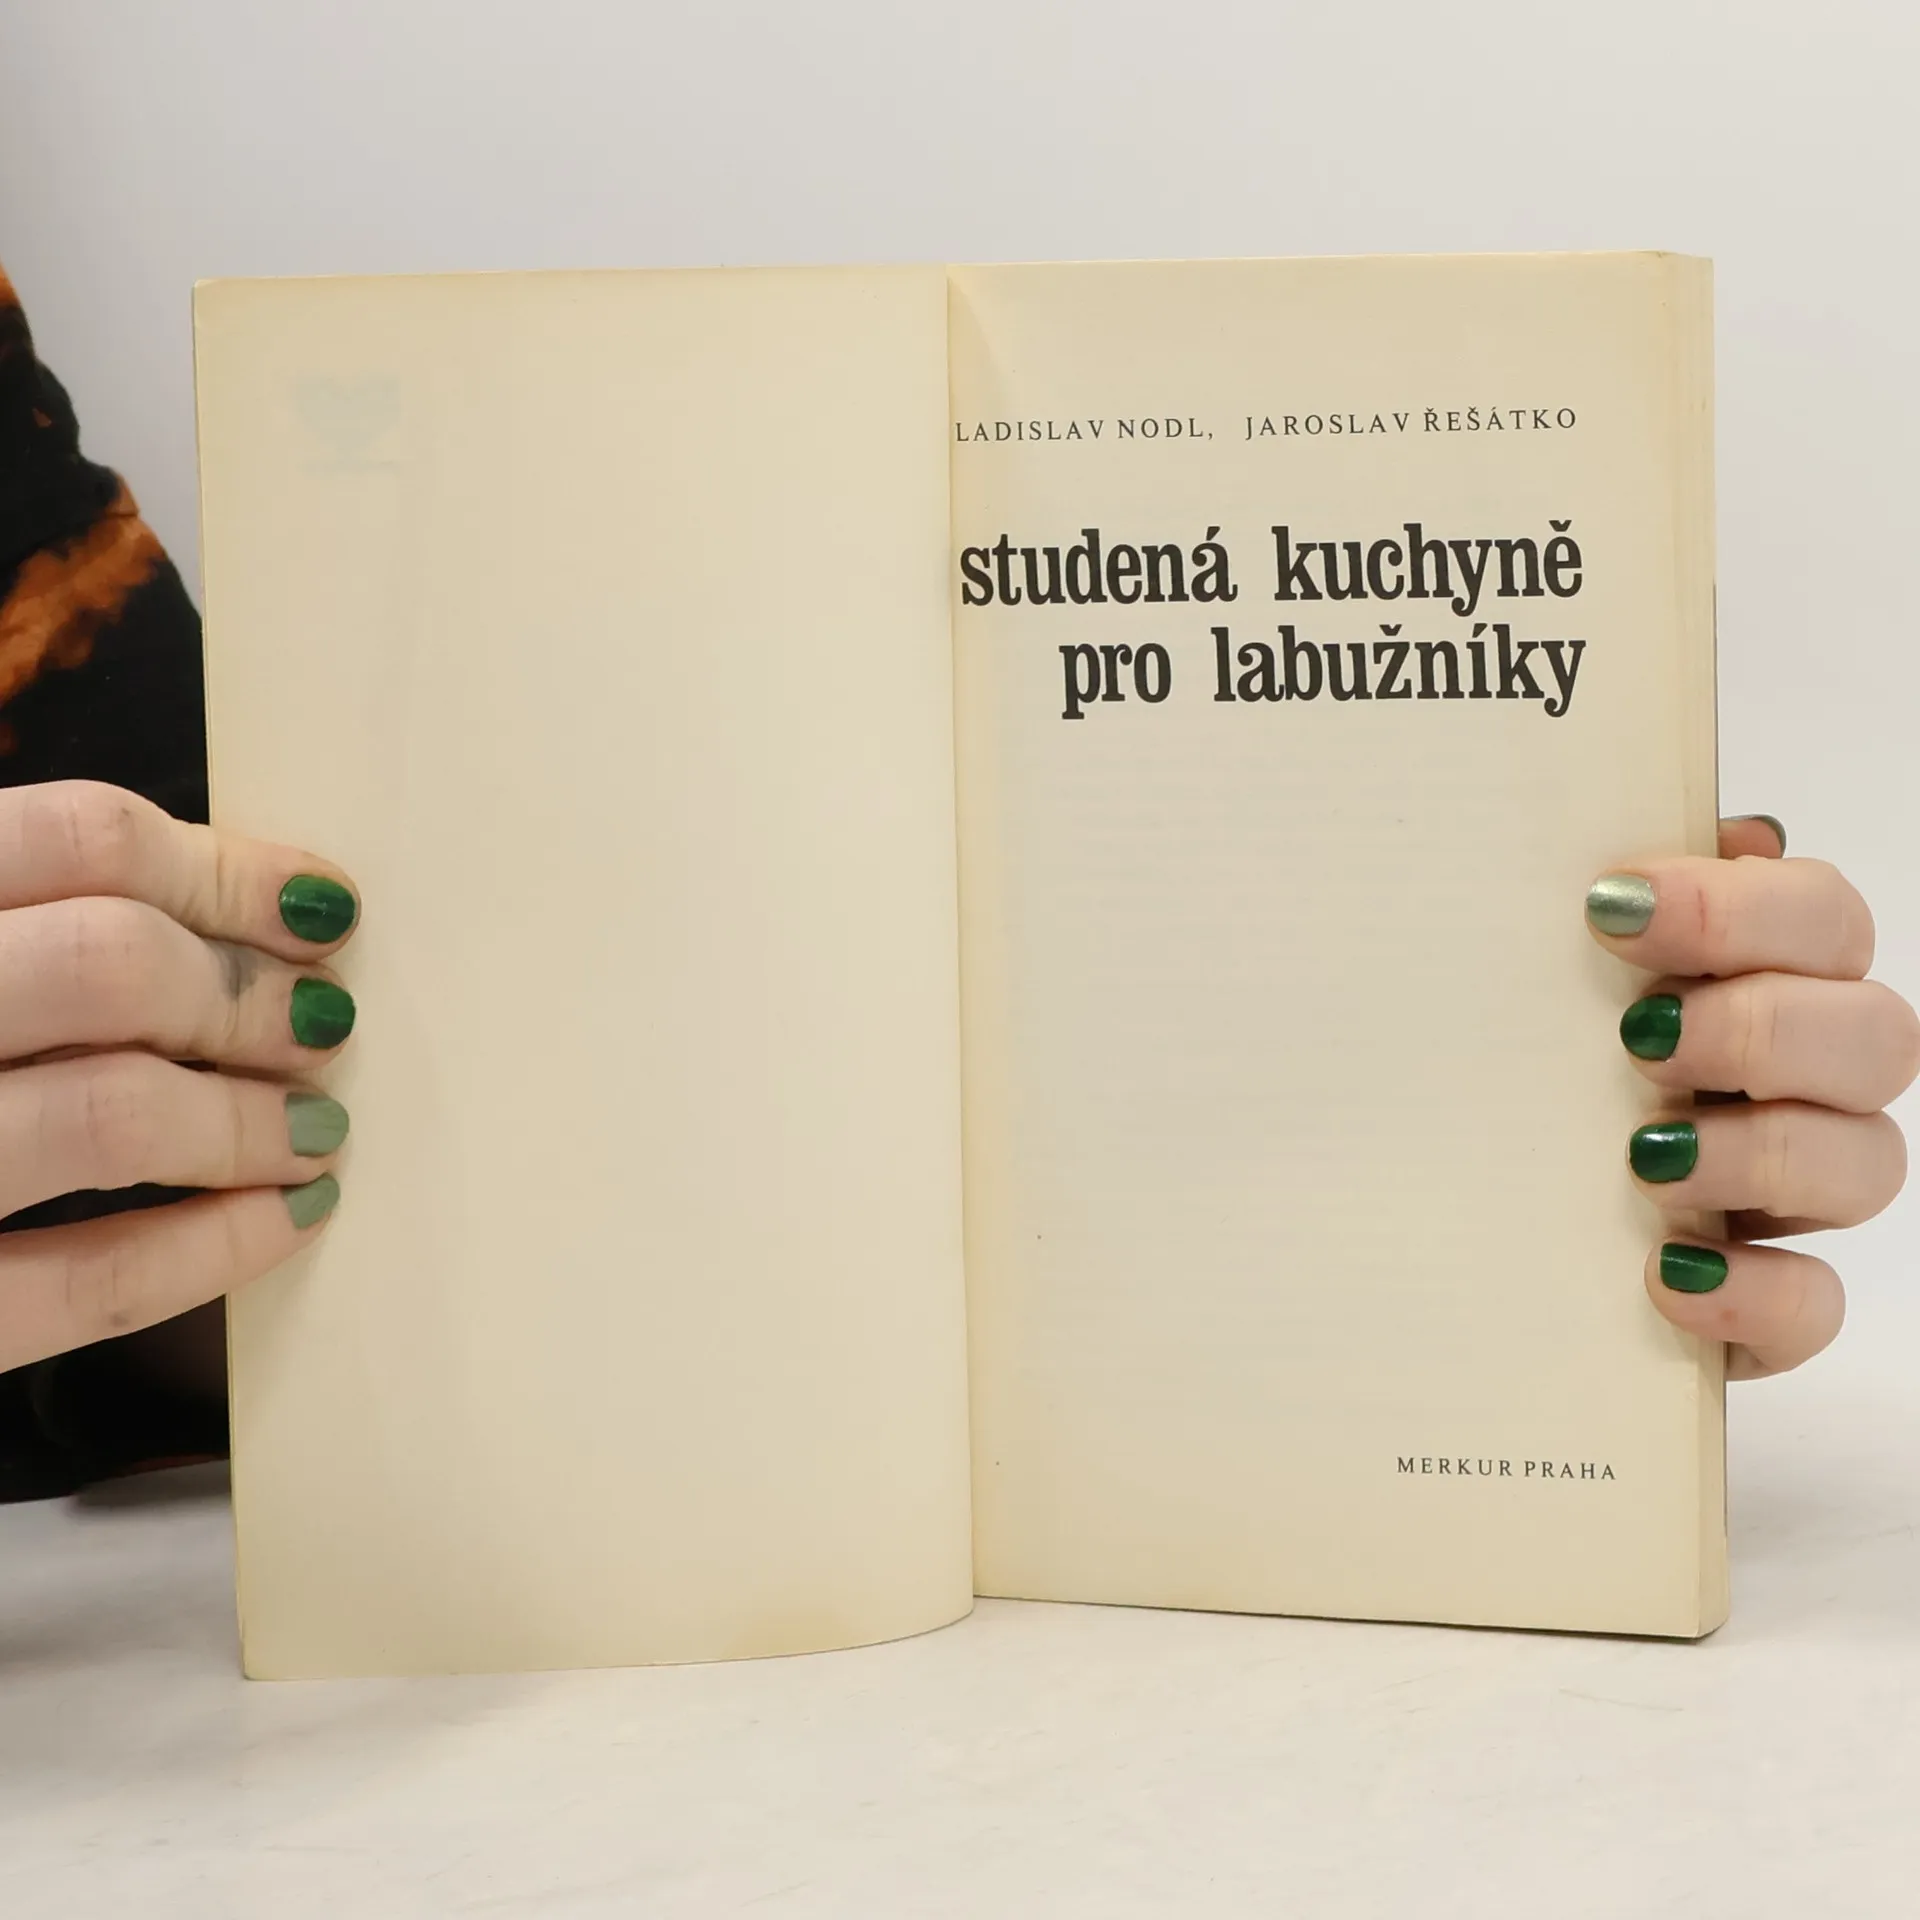 LADISLAV NODL, JAROSLAV ŘEŠÁTKO
studená kuchyně
pro labužníky
MERKUR PRAHA